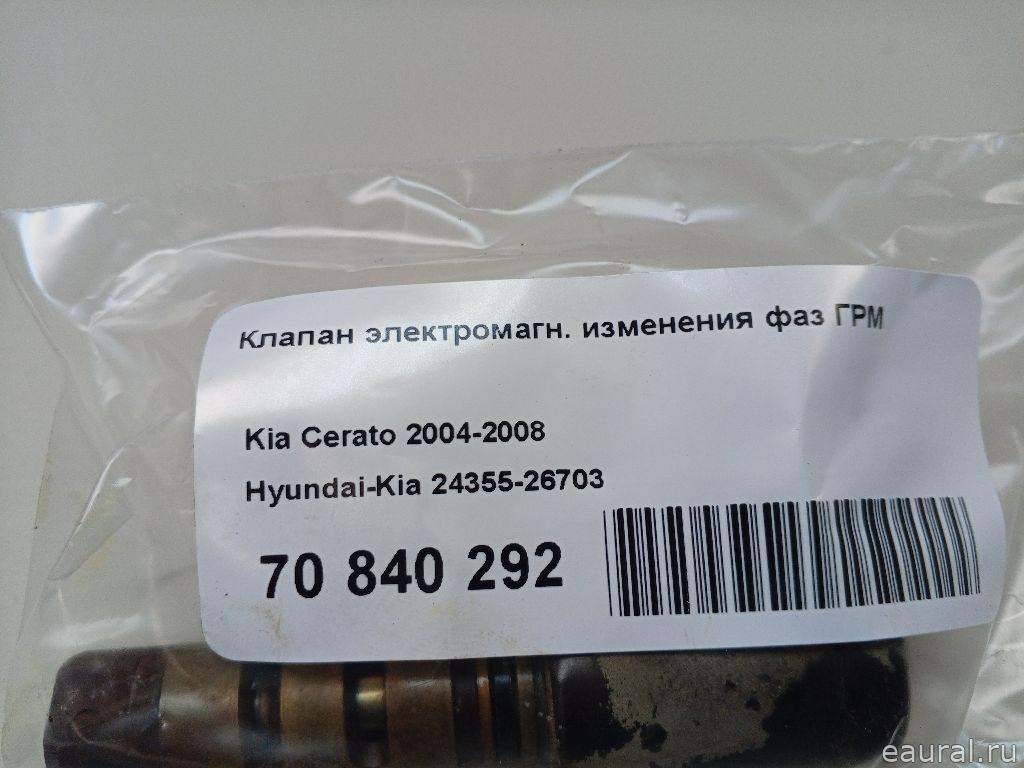 Клапан электромагн. изменения фаз ГРМ
Kia Cerato 2004-2008
Hyundai-Kia 24355-26703
70 840 292
eaural.ru